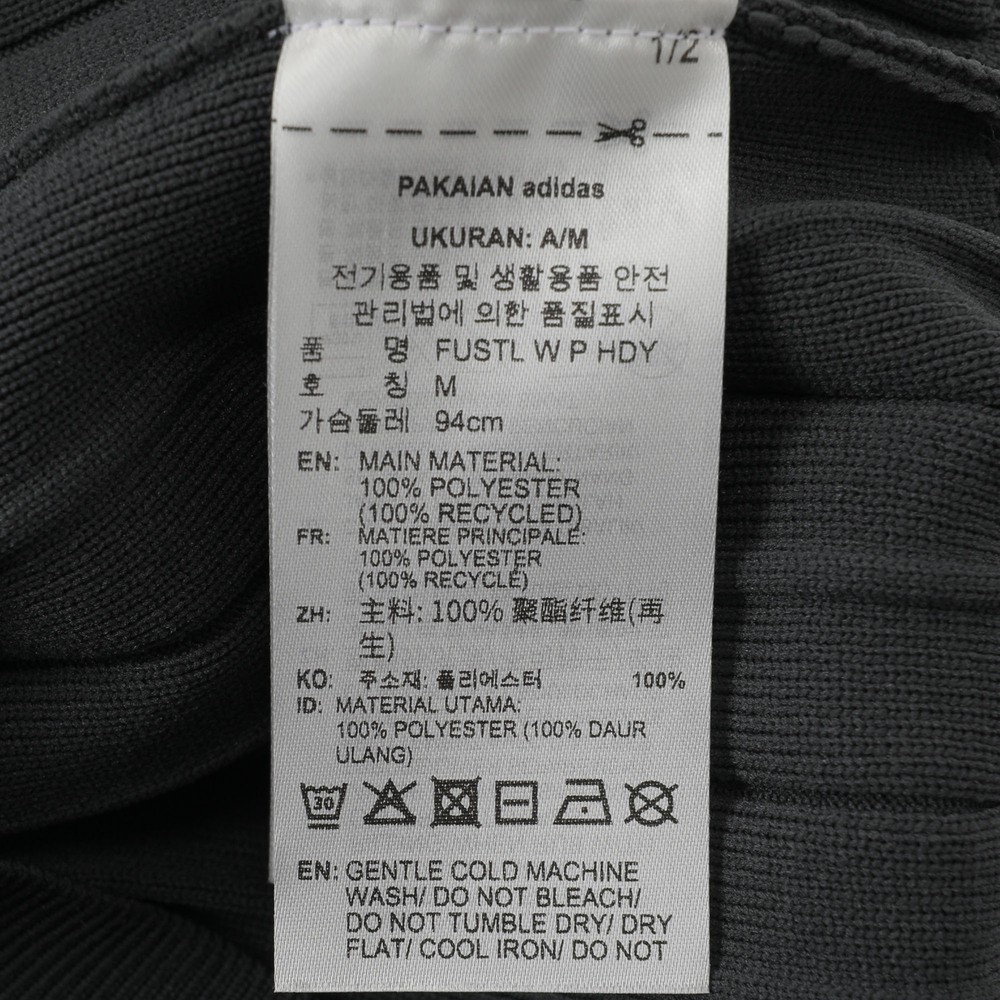 1/2
PAKAIAN adidas
UKURAN: A/M
전기용품 및 생활용품 안전
관리법에 의한 품질표시
품 명 FUSTL W P HDY
호 칭 M
가슴둘레 94cm
EN: MAIN MATERIAL:
100% POLYESTER
(100% RECYCLED)
FR: MATIERE PRINCIPALE:
100% POLYESTER
(100% RECYCLÉ)
ZH: 主料: 100% 聚酯纤维(再
生)
KO: 주소재: 폴리에스터 100%
ID: MATERIAL UTAMA:
100% POLYESTER (100% DAUR
ULANG)
30
EN: GENTLE COLD MACHINE
WASH/ DO NOT BLEACH/
DO NOT TUMBLE DRY/ DRY
FLAT/ COOL IRON/ DO NOT